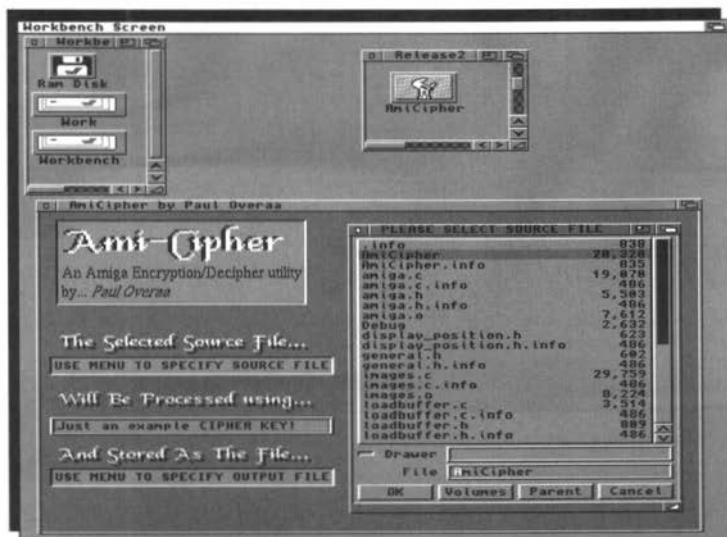 Workbench Screen
Workbe
Ram Disk
Work
Workbench
Release2
AmiCipher
AmiCipher by Paul Overaa
Ami-Cipher
An Amiga Encryption/Decipher utility
by... Paul Overaa
The Selected Source File...
USE MENU TO SPECIFY SOURCE FILE
Will Be Processed using...
Just an example CIPHER KEY!
And Stored As The File...
USE MENU TO SPECIFY OUTPUT FILE
PLEASE SELECT SOURCE FILE
.info 838
AmiCipher 28,328
AmiCipher.info 835
amiga.c 19,078
amiga.c.info 486
amiga.h 5,503
amiga.h.info 486
amiga.o 7,612
Debug 2,632
display_position.h 623
display_position.h.info 486
general.h 602
general.h.info 486
images.c 29,759
images.c.info 486
images.o 8,224
loadbuffer.c 3,514
loadbuffer.c.info 486
loadbuffer.h 809
loadbuffer.h.info 486
Drawer
File AmiCipher
OK Volumes Parent Cancel